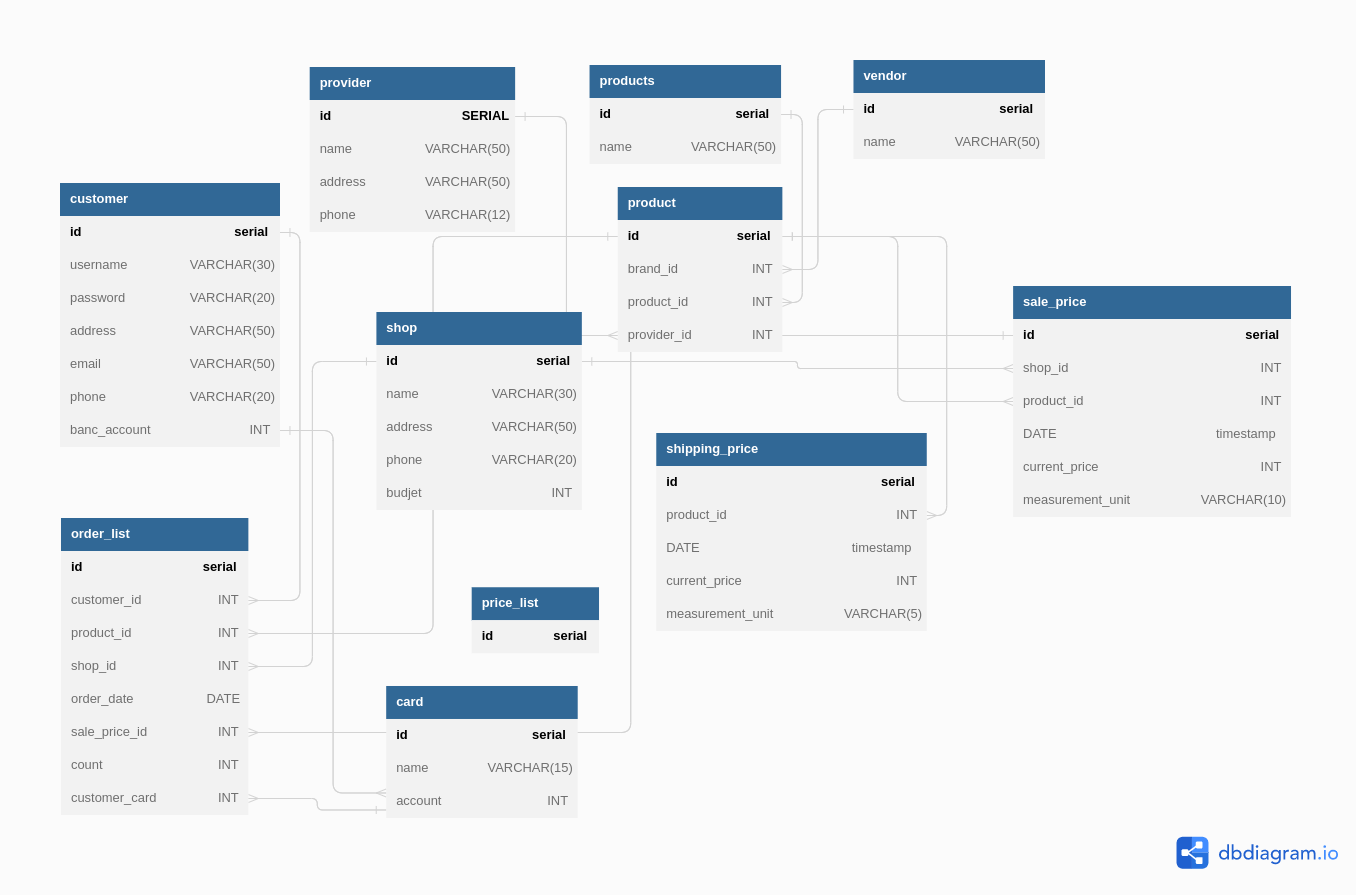 provider
id SERIAL
name VARCHAR(50)
address VARCHAR(50)
phone VARCHAR(12)
products
id serial
name VARCHAR(50)
vendor
id serial
name VARCHAR(50)
customer
id serial
username VARCHAR(30)
password VARCHAR(20)
address VARCHAR(50)
email VARCHAR(50)
phone VARCHAR(20)
banc_account INT
product
id serial
brand_id INT
product_id INT
provider_id INT
shop
id serial
name VARCHAR(30)
address VARCHAR(50)
phone VARCHAR(20)
budjet INT
sale_price
id serial
shop_id INT
product_id INT
DATE timestamp
current_price INT
measurement_unit VARCHAR(10)
shipping_price
id serial
product_id INT
DATE timestamp
current_price INT
measurement_unit VARCHAR(5)
order_list
id serial
customer_id INT
product_id INT
shop_id INT
order_date DATE
sale_price_id INT
count INT
customer_card INT
price_list
id serial
card
id serial
name VARCHAR(15)
account INT
dbdiagram.io